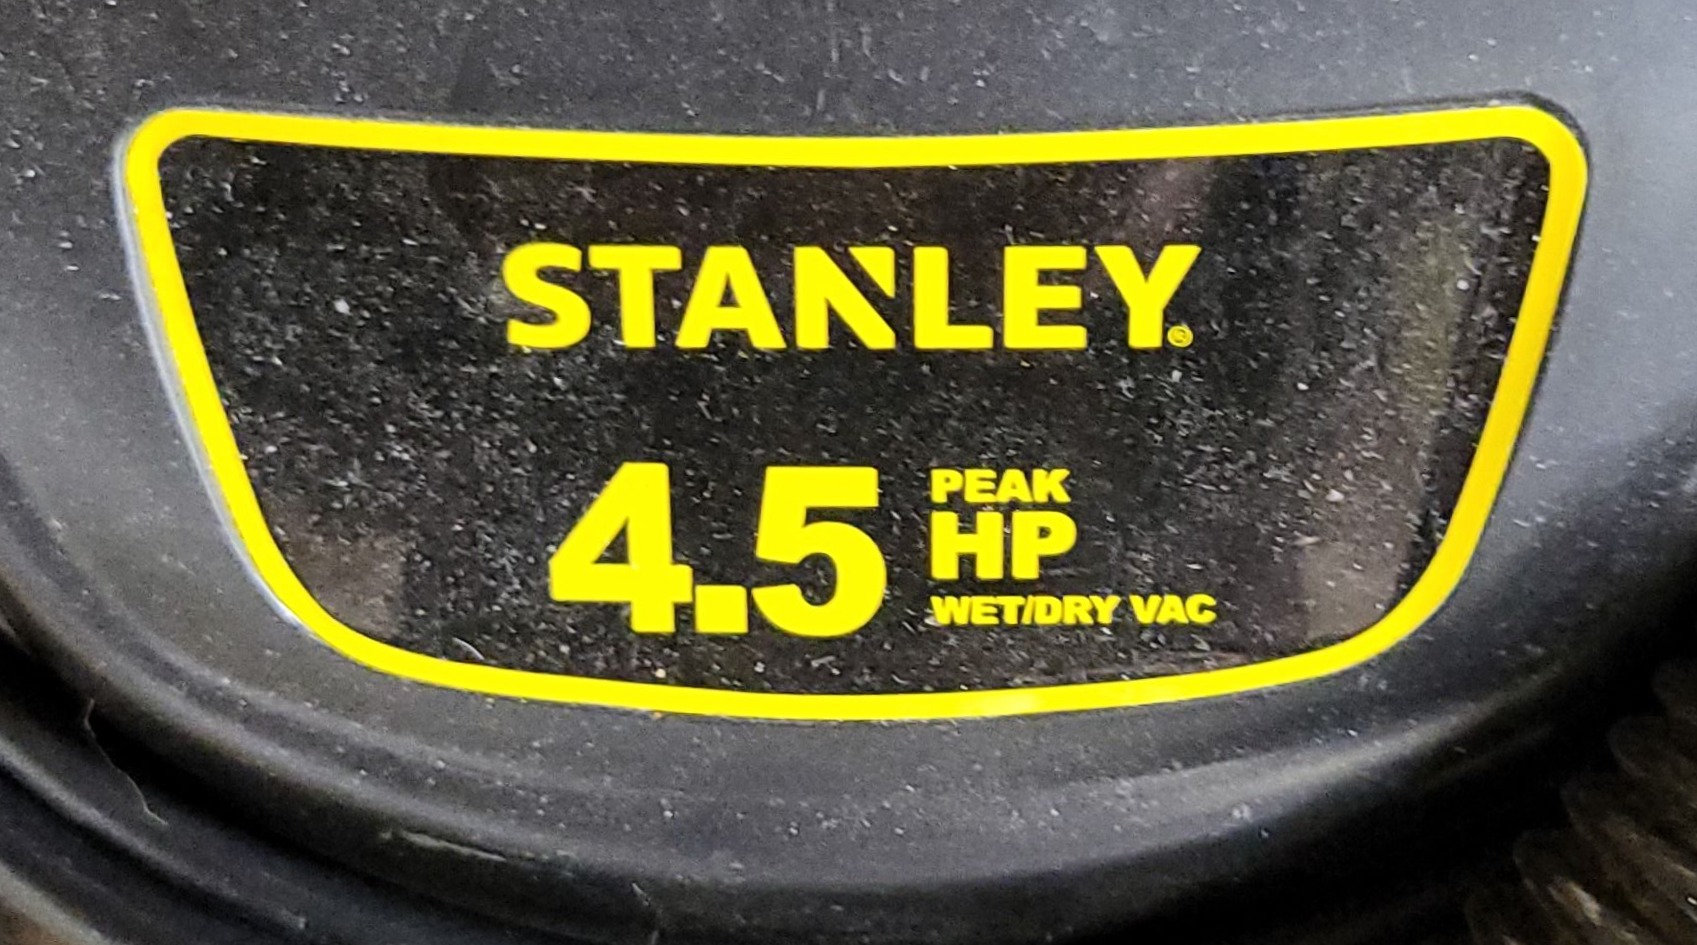 STANLEY®
4.5 PEAK
HP
WET/DRY VAC